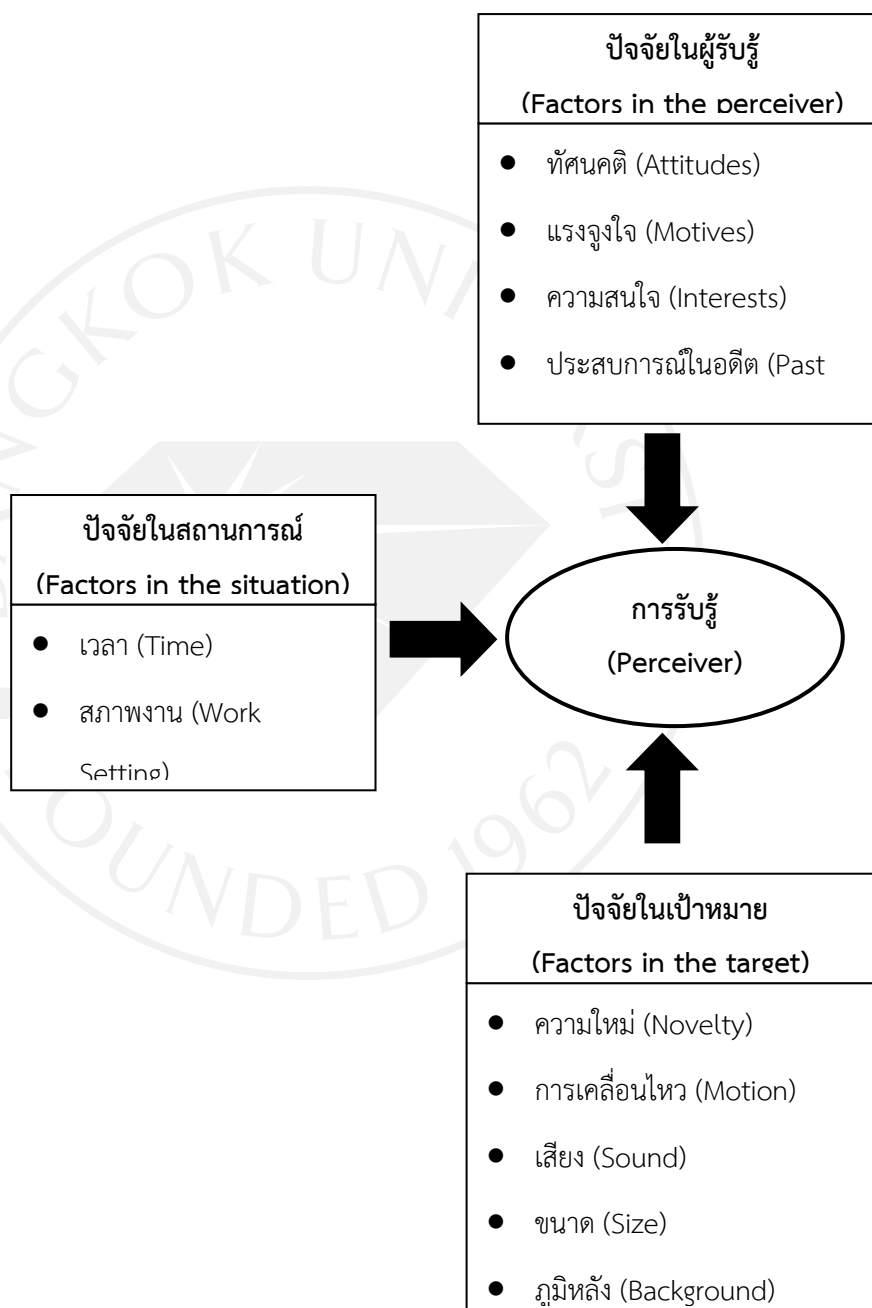 ปัจจัยในผู้รับรู้
(Factors in the perceiver)
● ทัศนคติ (Attitudes)
● แรงจูงใจ (Motives)
● ความสนใจ (Interests)
● ประสบการณ์ในอดีต (Past
ปัจจัยในสถานการณ์
(Factors in the situation)
● เวลา (Time)
● สภาพงาน (Work
Setting)
การรับรู้
(Perceiver)
ปัจจัยในเป้าหมาย
(Factors in the target)
● ความใหม่ (Novelty)
● การเคลื่อนไหว (Motion)
● เสียง (Sound)
● ขนาด (Size)
● ภูมิหลัง (Background)